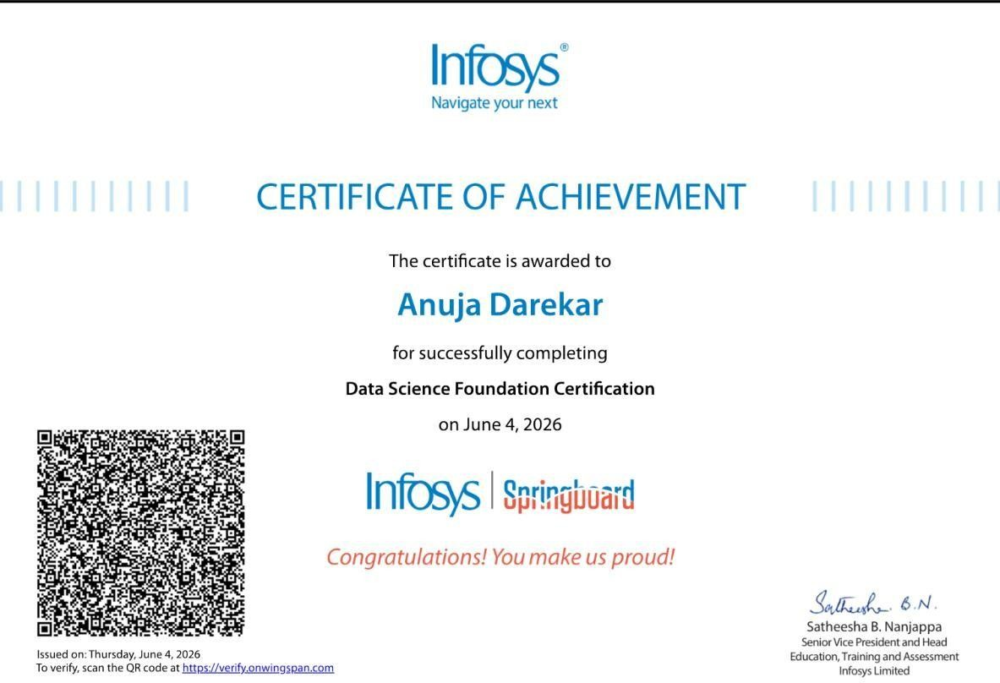 Infosys®
Navigate your next
CERTIFICATE OF ACHIEVEMENT
The certificate is awarded to
Anuja Darekar
for successfully completing
Data Science Foundation Certification
on June 4, 2026
Infosys | Springboard
Congratulations! You make us proud!
Issued on: Thursday, June 4, 2026
To verify, scan the QR code at https://verify.onwingspan.com
Satheesha B.N.
Satheesha B. Nanjappa
Senior Vice President and Head
Education, Training and Assessment
Infosys Limited